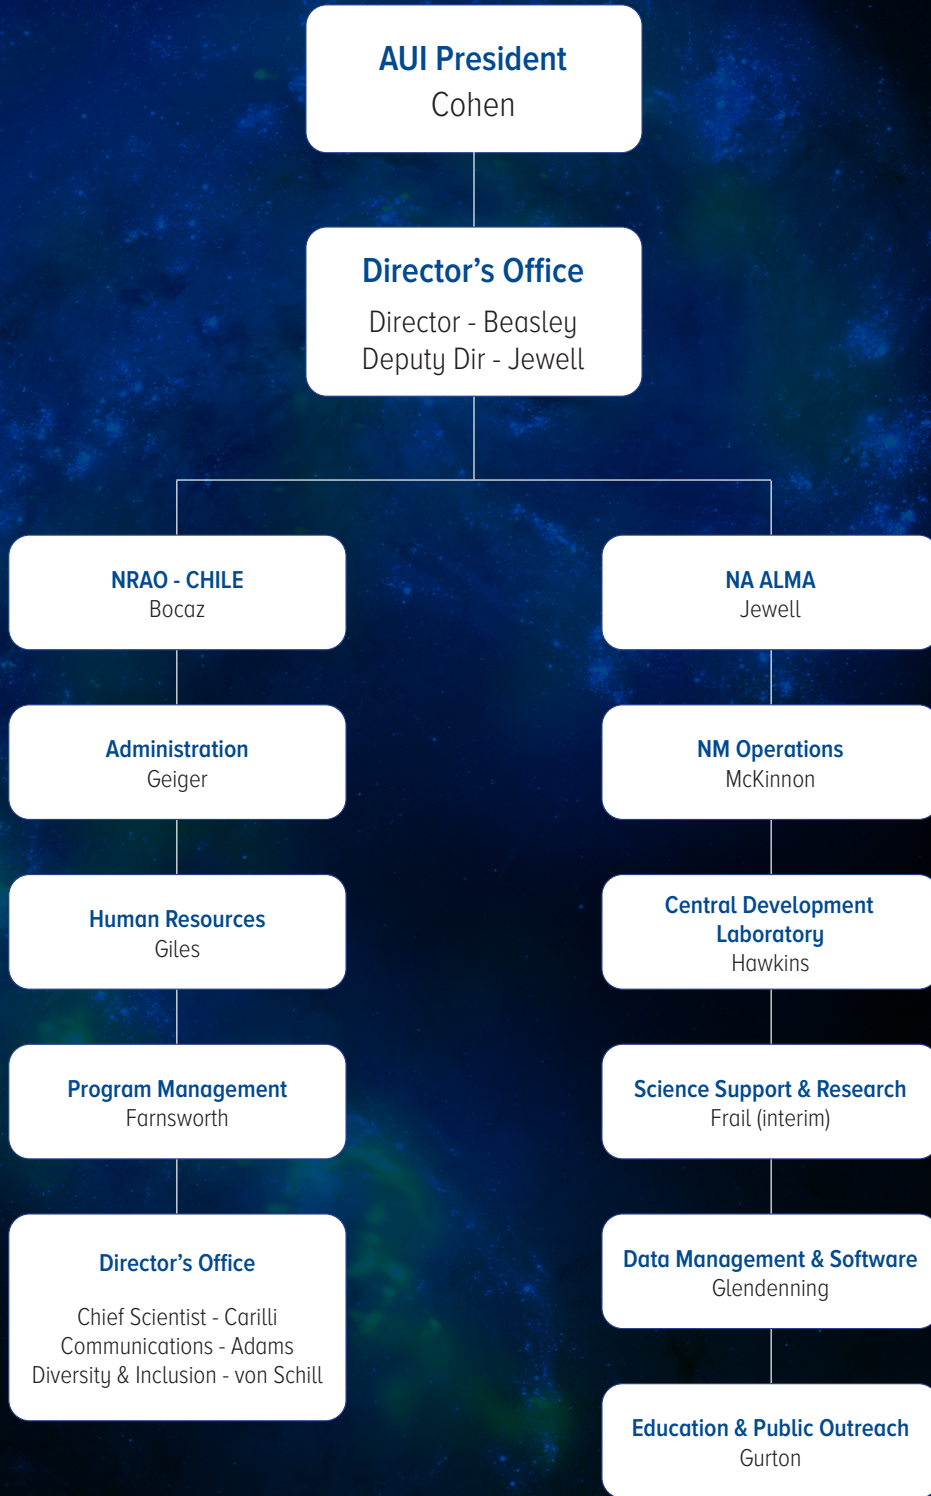 AUI President
Cohen
Director’s Office
Director - Beasley
Deputy Dir - Jewell
NRAO - CHILE
Bocaz
Administration
Geiger
Human Resources
Giles
Program Management
Farnsworth
Director’s Office
Chief Scientist - Carilli
Communications - Adams
Diversity & Inclusion - von Schill
NA ALMA
Jewell
NM Operations
McKinnon
Central Development
Laboratory
Hawkins
Science Support & Research
Frail (interim)
Data Management & Software
Glendenning
Education & Public Outreach
Gurton